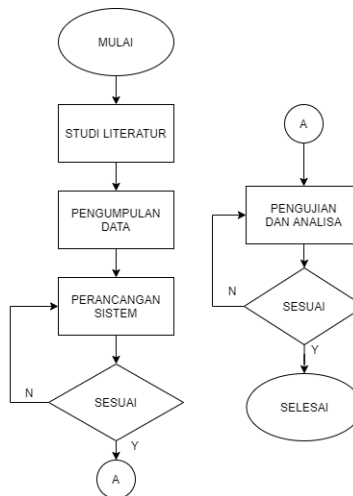 MULAI
STUDI LITERATUR
PENGUMPULAN
DATA
PERANCANGAN
SISTEM
N
SESUAI
Y
A
A
PENGUJIAN
DAN ANALISA
N
SESUAI
Y
SELESAI